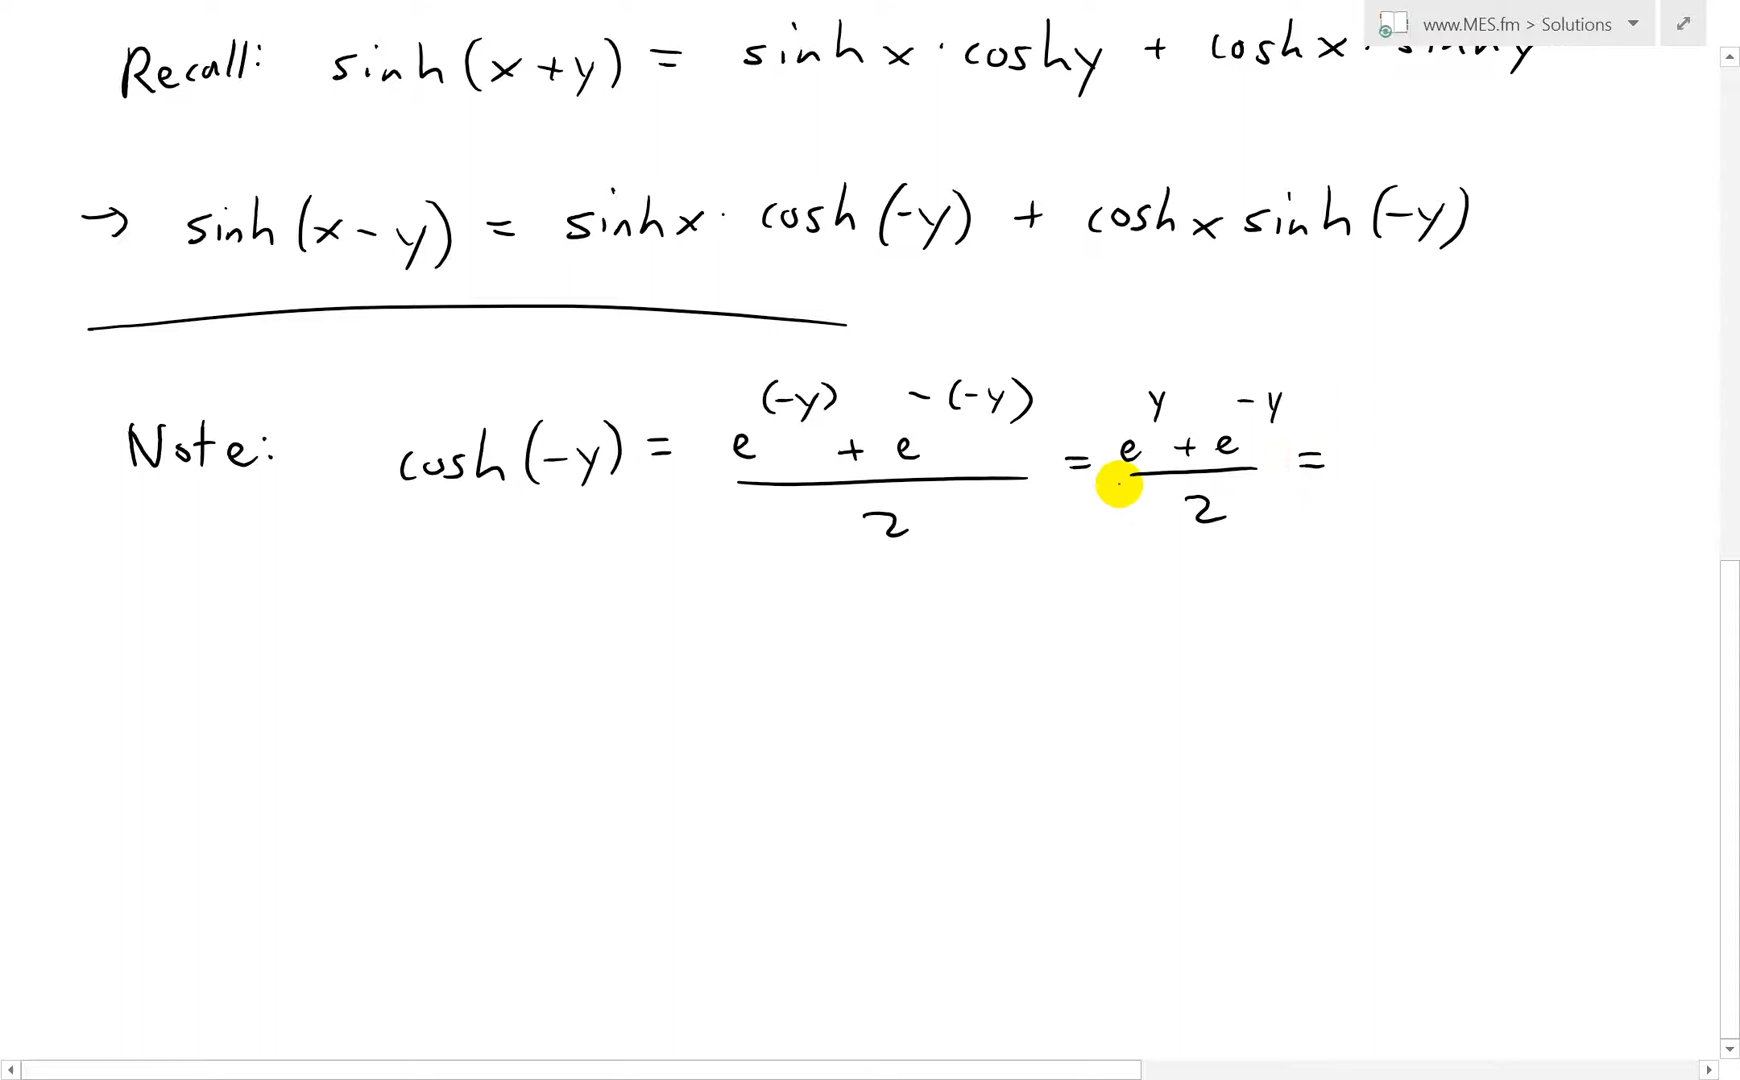 www.MES.fm > Solutions
Recall: sinh(x+y) = sinh x · cosh y + cosh x · sinh y
→ sinh(x-y) = sinh x · cosh(-y) + cosh x sinh(-y)
Note: cosh(-y) = (e^(-y) + e^-(-y))/2 = (e^y + e^-y)/2 =